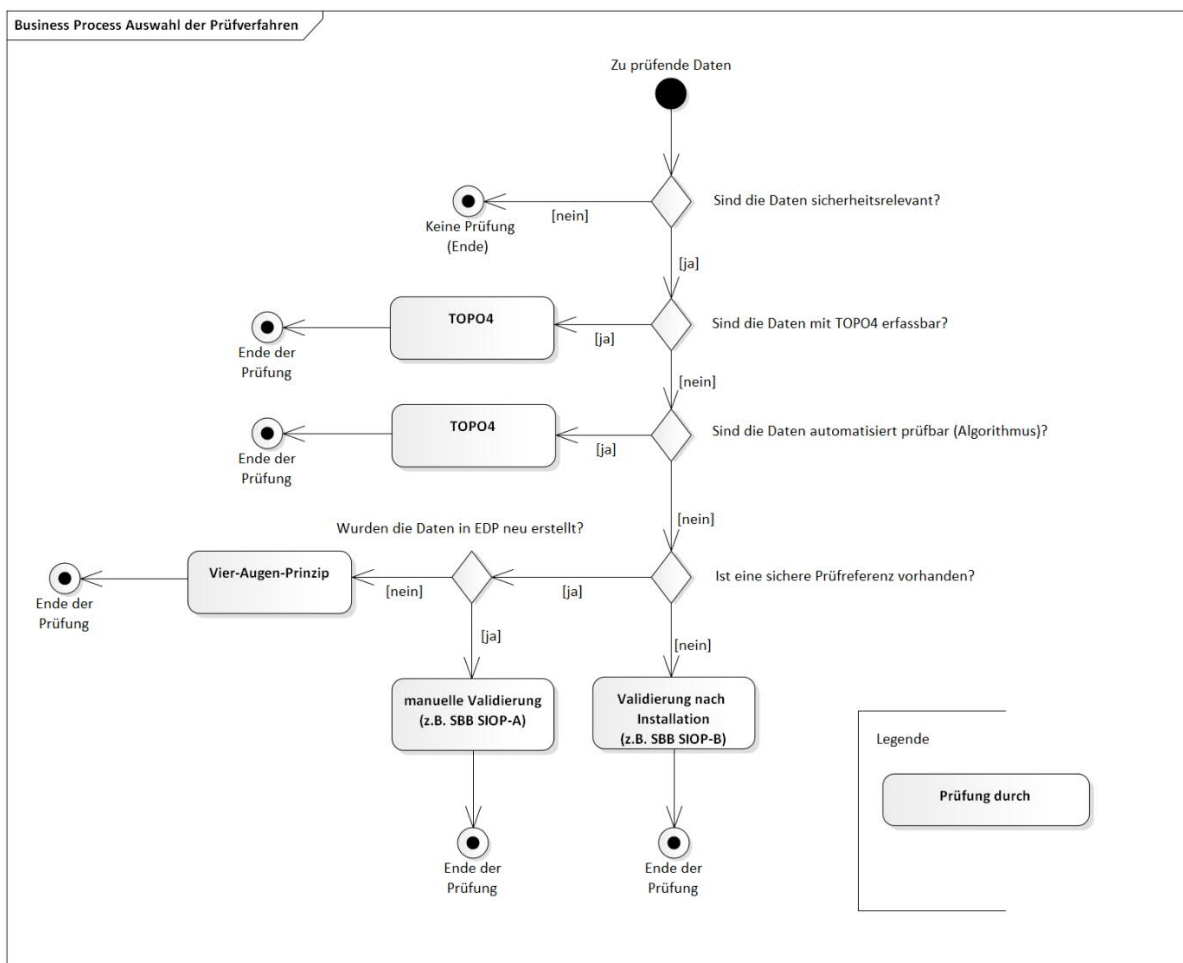 Business Process Auswahl der Prüfverfahren
Zu prüfende Daten
Sind die Daten sicherheitsrelevant?
[nein]
Keine Prüfung
(Ende)
[ja]
TOPO4
Sind die Daten mit TOPO4 erfassbar?
[ja]
Ende der
Prüfung
[nein]
TOPO4
Sind die Daten automatisiert prüfbar (Algorithmus)?
[ja]
Ende der
Prüfung
[nein]
Wurden die Daten in EDP neu erstellt?
Vier-Augen-Prinzip
Ist eine sichere Prüfreferenz vorhanden?
[nein]
[ja]
Ende der
Prüfung
[ja]
[nein]
manuelle Validierung
(z.B. SBB SIOP-A)
Validierung nach
Installation
(z.B. SBB SIOP-B)
Legende
Prüfung durch
Ende der
Prüfung
Ende der
Prüfung